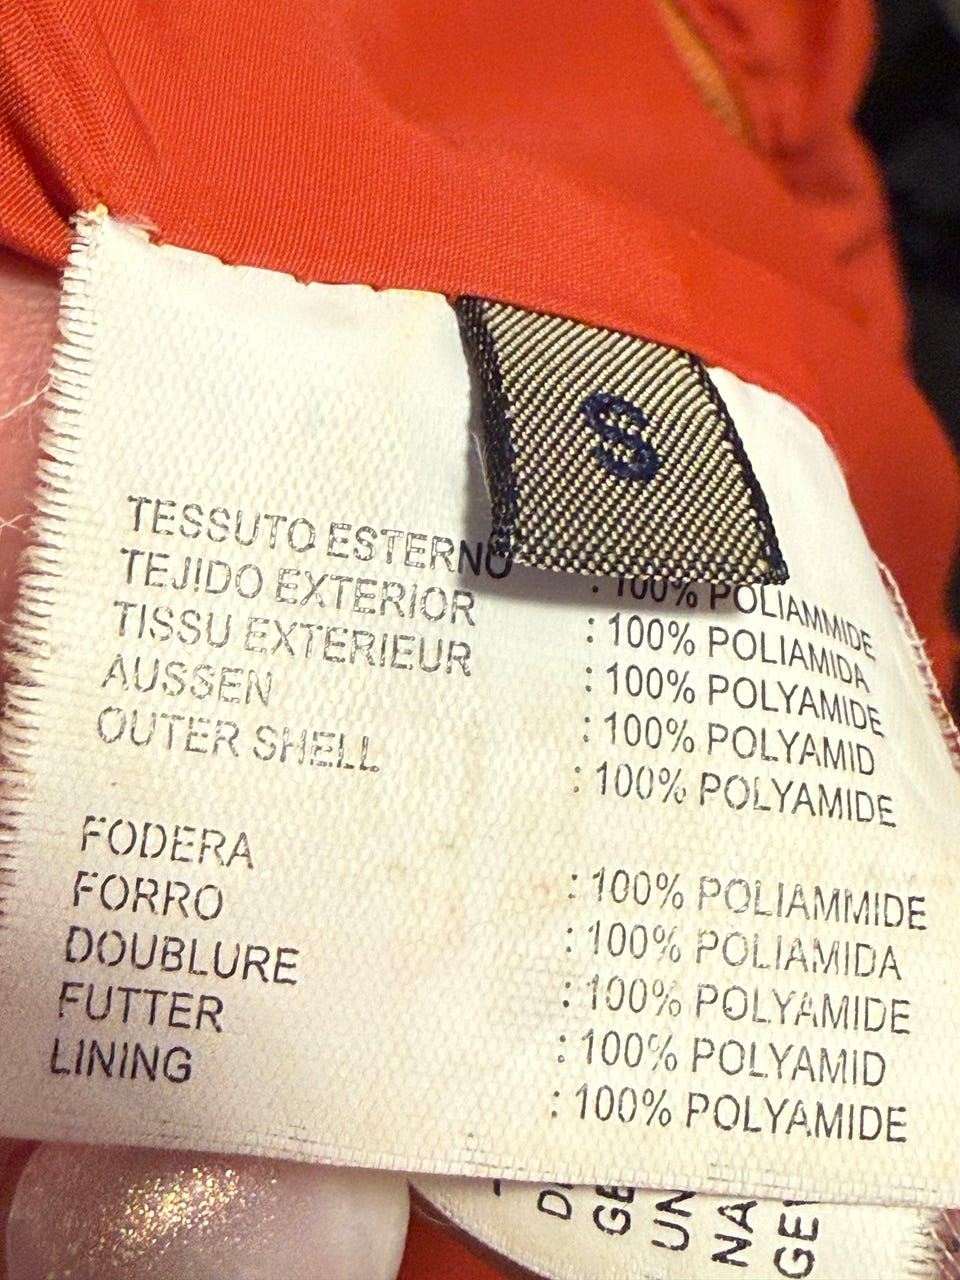 S
TESSUTO ESTERNO : 100% POLIAMMIDE
TEJIDO EXTERIOR : 100% POLIAMIDA
TISSU EXTERIEUR : 100% POLYAMIDE
AUSSEN : 100% POLYAMID
OUTER SHELL : 100% POLYAMIDE
FODERA : 100% POLIAMMIDE
FORRO : 100% POLIAMIDA
DOUBLURE : 100% POLYAMIDE
FUTTER : 100% POLYAMID
LINING : 100% POLYAMIDE